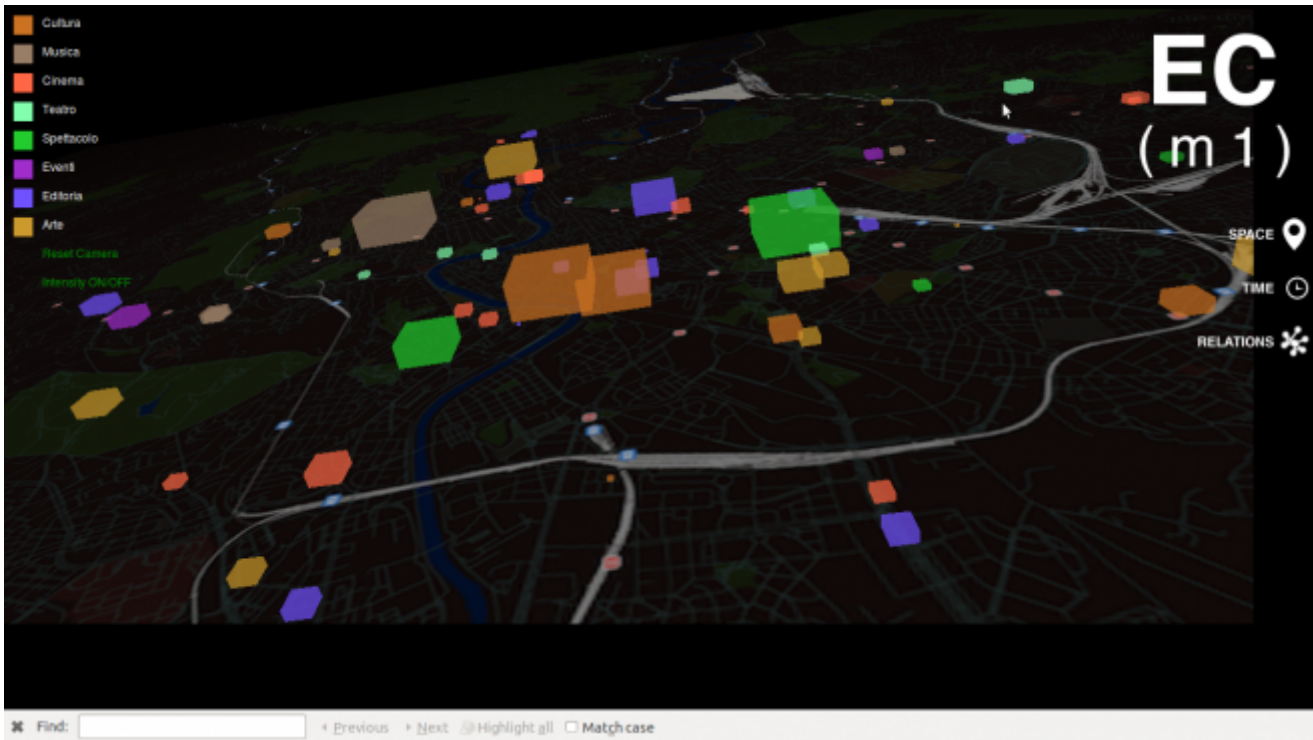 Cultura
Musica
Cinema
Teatro
Spettacolo
Eventi
Editoria
Arte
Reset Camera
Intensity ON/OFF
EC
( m 1 )
SPACE
TIME
RELATIONS
Find:
Previous
Next
Highlight all
Match case